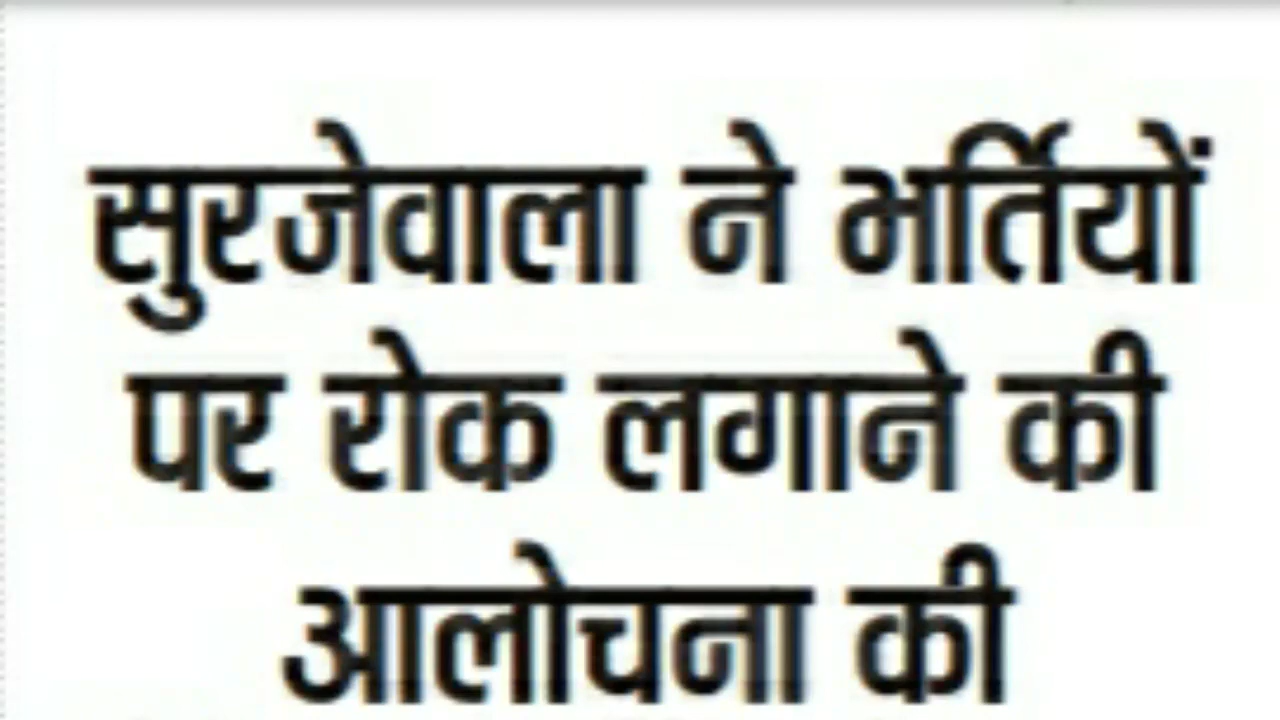 सुरजेवाला ने भर्तियों
पर रोक लगाने की
आलोचना की